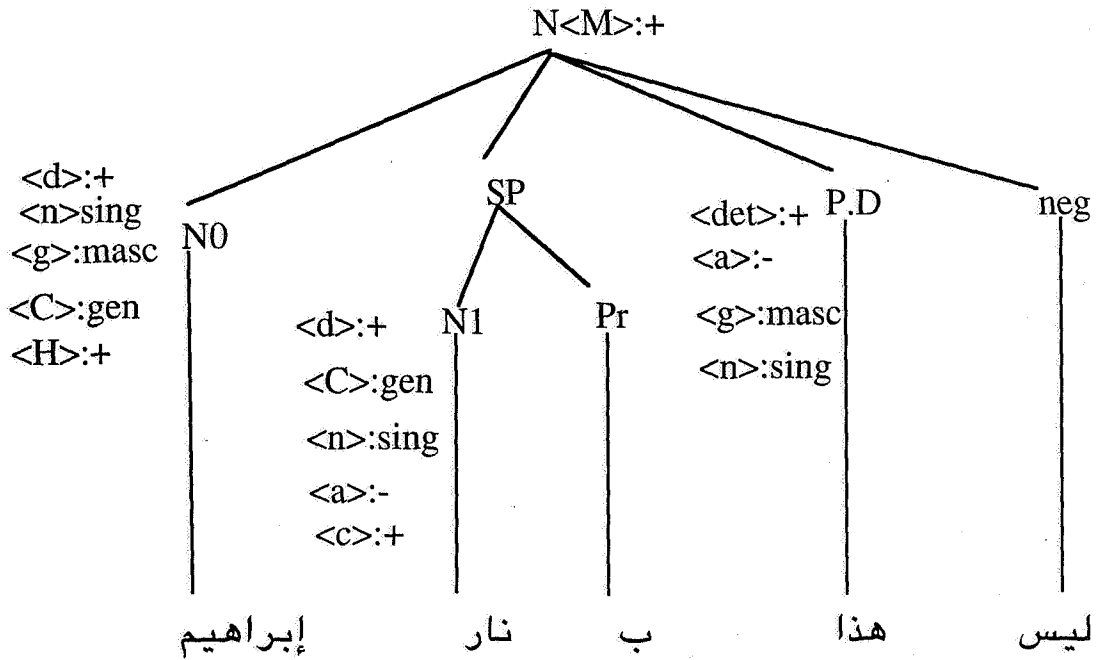 N<M>:+
<d>:+
<n>sing
<g>:masc
<C>:gen
<H>:+
N0
SP
<det>:+
<a>:-
<g>:masc
<n>:sing
P.D
neg
<d>:+
<C>:gen
<n>:sing
<a>:-
<c>:+
N1
Pr
ليس هذا ب نار إبراهيم